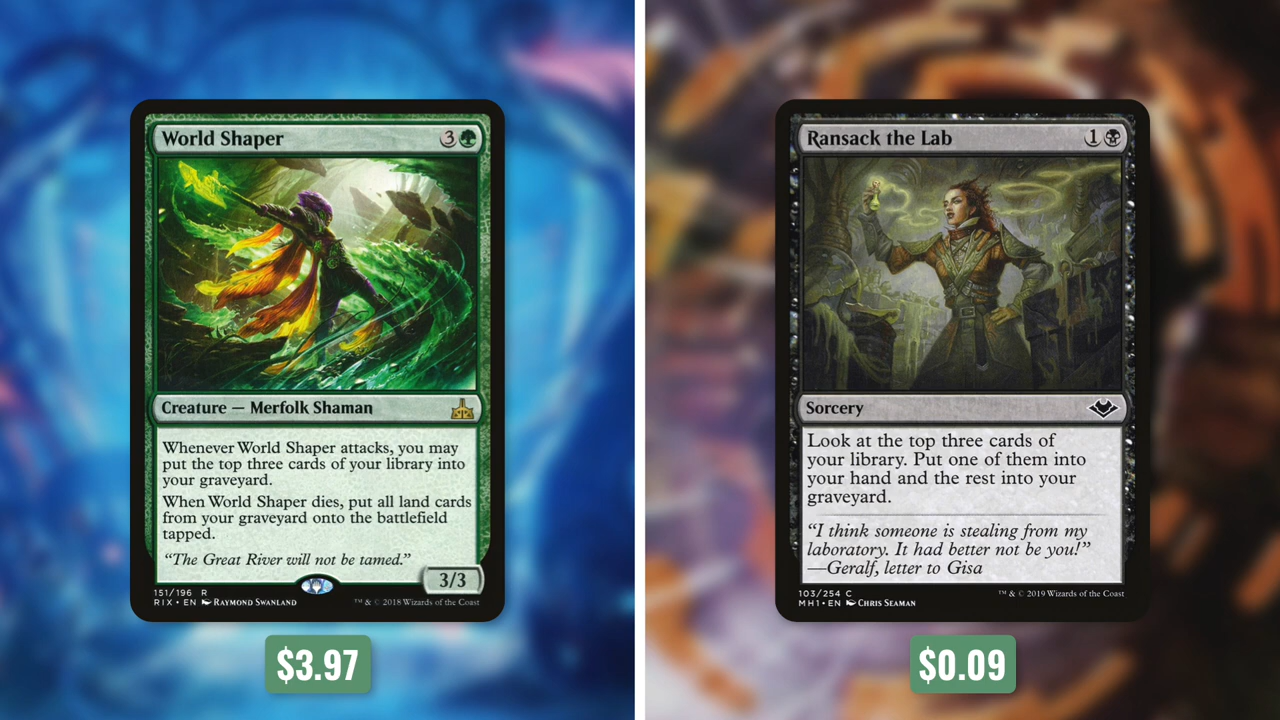 World Shaper
3
Creature — Merfolk Shaman
Whenever World Shaper attacks, you may
put the top three cards of your library into
your graveyard.
When World Shaper dies, put all land cards
from your graveyard onto the battlefield
tapped.
“The Great River will not be tamed.”
3/3
151/196 R
RIX • EN Raymond Swanland
™ & © 2018 Wizards of the Coast
$3.97
Ransack the Lab
1
Sorcery
Look at the top three cards of
your library. Put one of them into
your hand and the rest into your
graveyard.
“I think someone is stealing from my
laboratory. It had better not be you!”
—Geralf, letter to Gisa
103/254 C
MH1 • EN Chris Seaman
™ & © 2019 Wizards of the Coast
$0.09